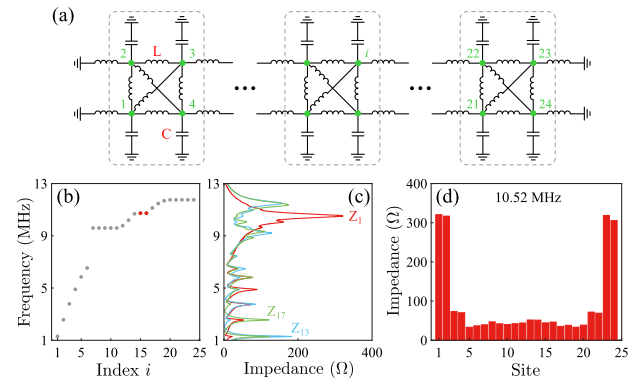 (a)
2 L 3 i 22 23
1 4 21 24
C
(b) (c) (d) 10.52 MHz
Frequency (MHz)
13
9
5
1
1 5 10 15 20 25
Index i
13
9
5
1
Z1
Z17
Z13
0 200 400
Impedance (Ω)
Impedance (Ω)
400
300
200
100
0
1 5 10 15 20 24
Site